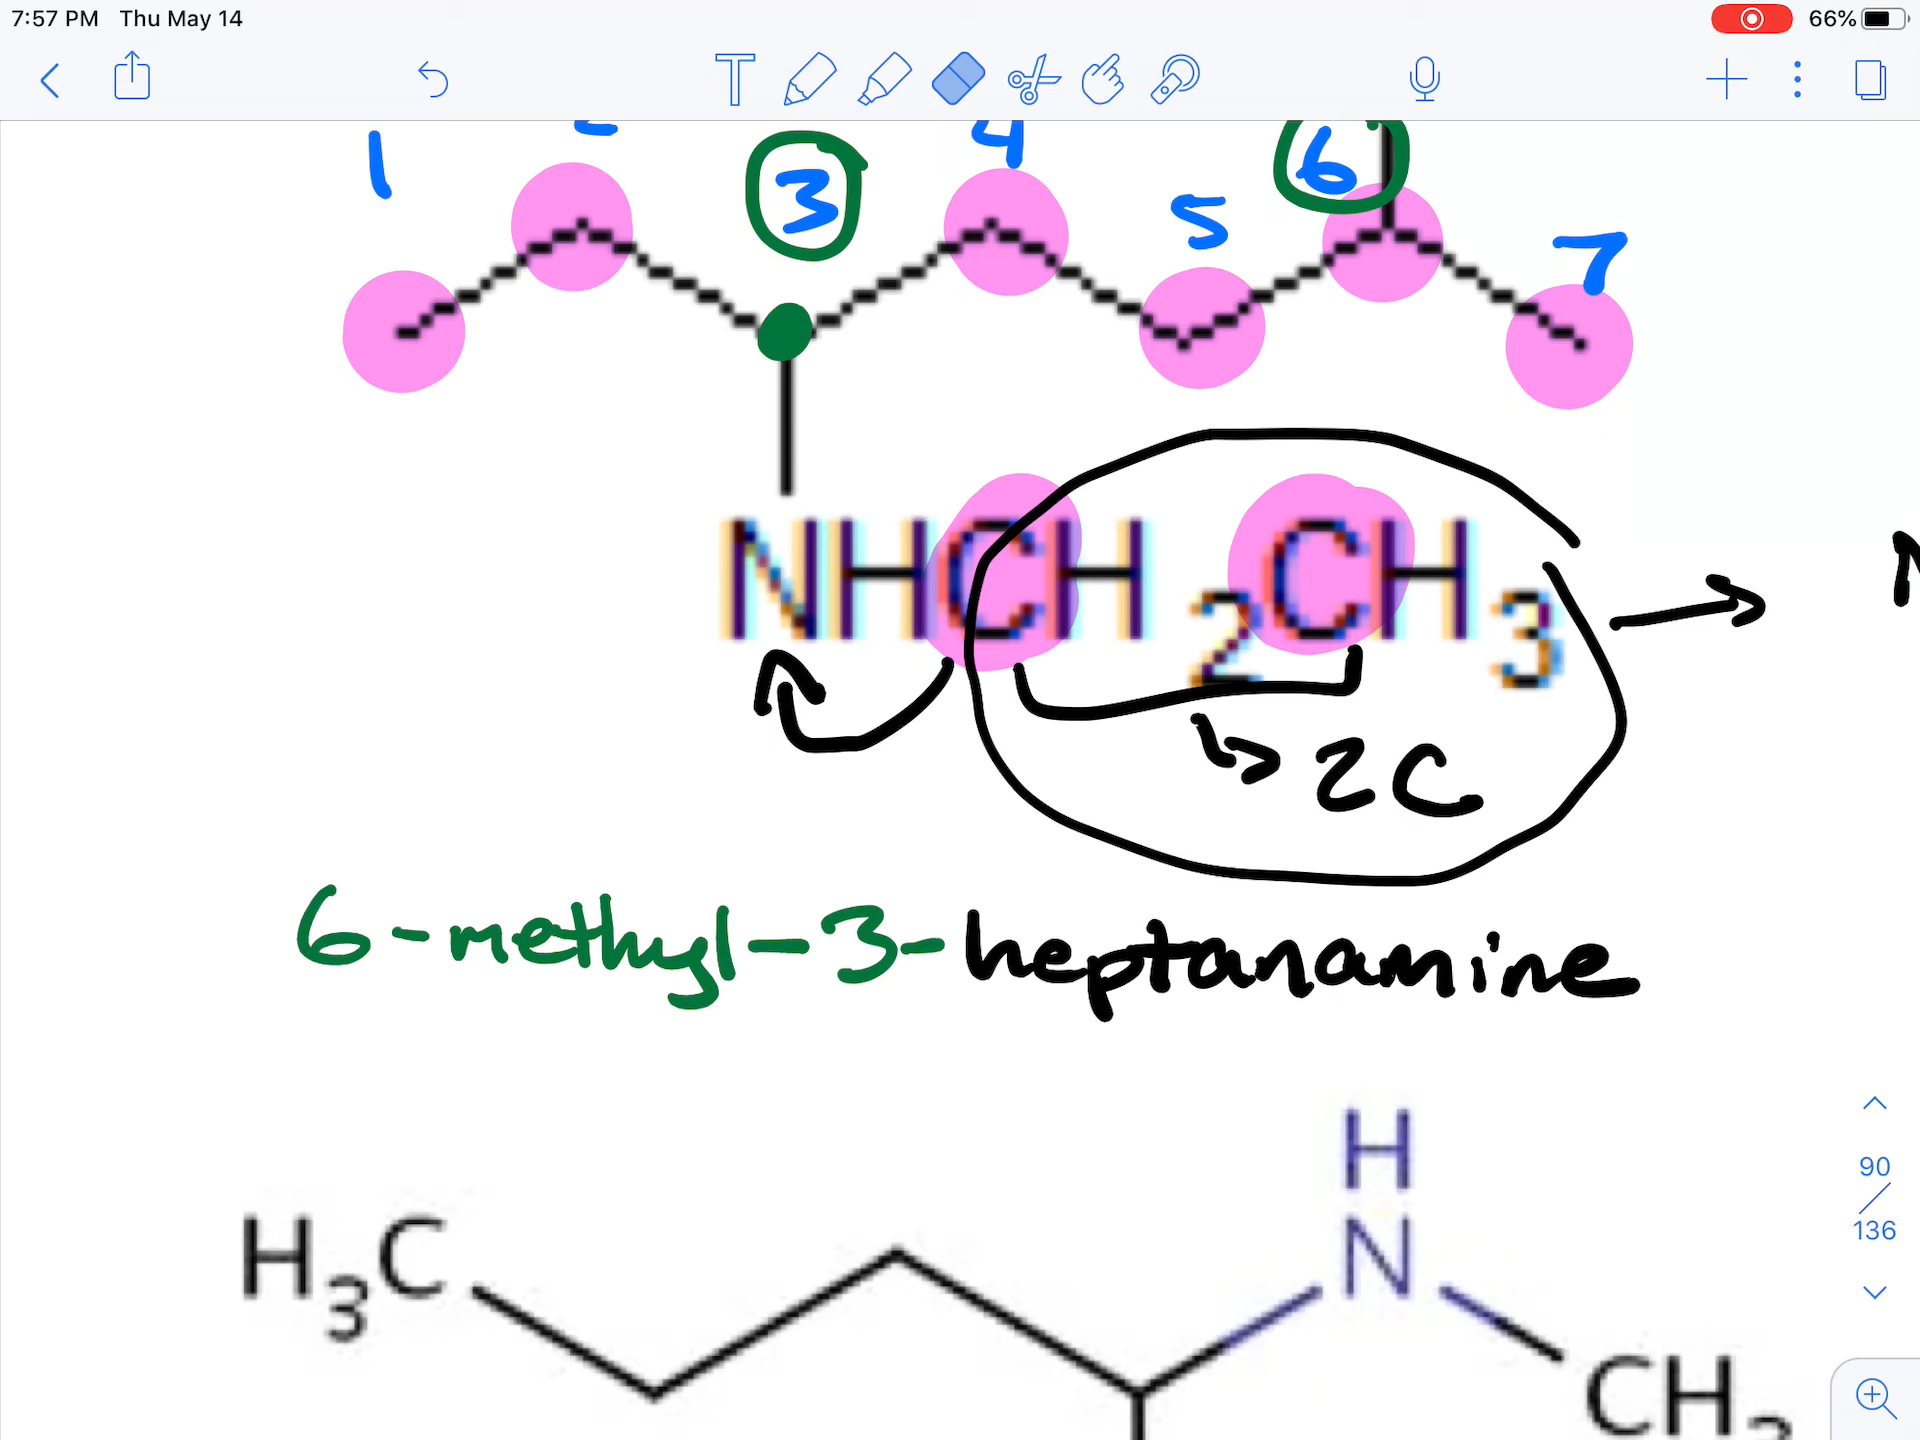 7:57 PM Thu May 14
66%
T
1 3 4 5 6 7
NHCH2CH3
2C
6-methyl-3-heptanamine
H
N
H3C
CH3
90
136